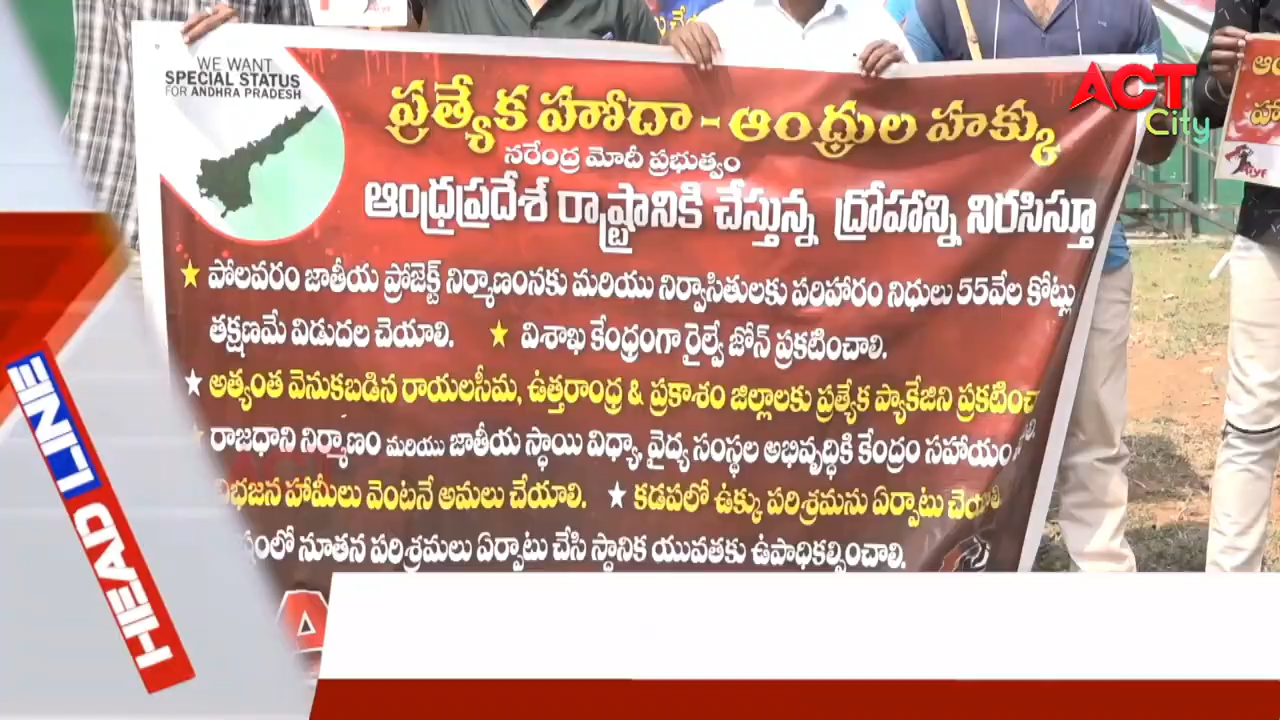 WE WANT
SPECIAL STATUS
FOR ANDHRA PRADESH
ప్రత్యేక హోదా - ఆంధ్రుల హక్కు
నరేంద్ర మోదీ ప్రభుత్వం
ఆంధ్రప్రదేశ్ రాష్ట్రానికి చేస్తున్న ద్రోహాన్ని నిరసిస్తూ
పోలవరం జాతీయ ప్రోజెక్ట్ నిర్మాణంనకు మరియు నిర్వాసితులకు పరిహారం నిధులు 55వేల కోట్లు
తక్షణమే విడుదల చెయాలి. ★ విశాఖ కేంధ్రంగా రైల్వే జోన్ ప్రకటించాలి.
అత్యంత వెనుకబడిన రాయలసీమ, ఉత్తరాంధ్ర & ప్రకాశం జిల్లాలకు ప్రత్యేక ప్యాకేజిని
రాజధాని నిర్మాణం మరియు జాతీయ స్థాయి విధ్యా, వైద్య సంస్థల అభివృద్ధికి కేంద్రం
హామీలు వెంటనే అమలు చేయాలి. ★ కడపలో ఉక్కు పరిశ్రమను ఏర్పాటు చెయాలి
నూతన పరిశ్రమలు ఏర్పాటు చేసి స్థానిక యువతకు ఉపాధికల్పించాలి.
ACT
City
HEAD LINE